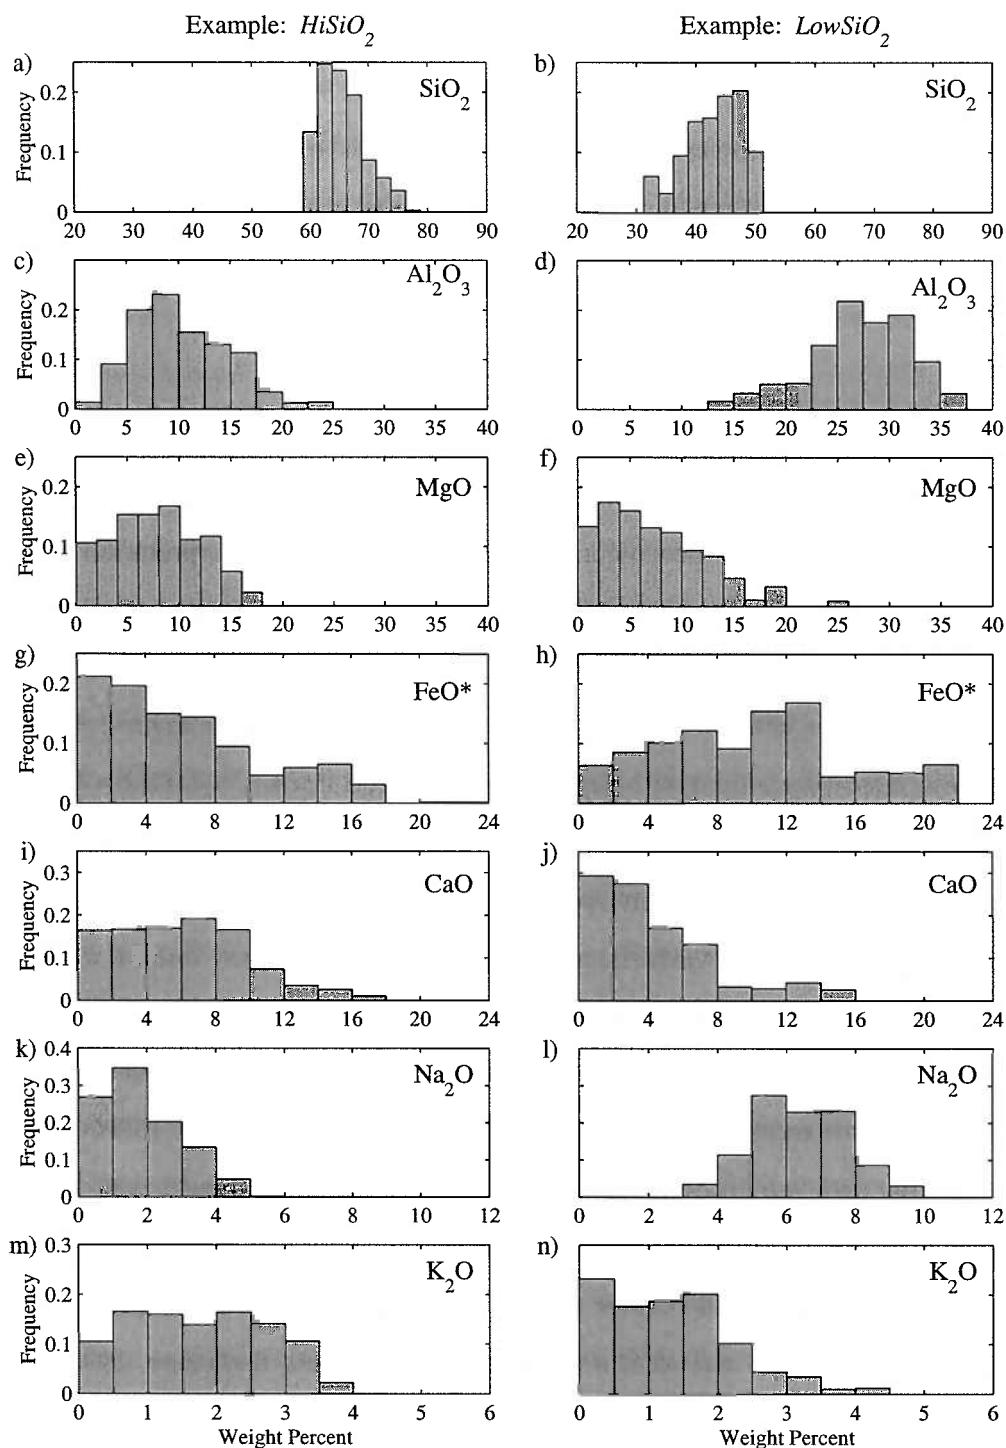 Example: HiSiO2 Example: LowSiO2
a) b)
SiO2 SiO2
Frequency
0.2
0.1
0
20 30 40 50 60 70 80 90 20 30 40 50 60 70 80 90
c) d)
Al2O3 Al2O3
Frequency
0.2
0.1
0
0 5 10 15 20 25 30 35 40 0 5 10 15 20 25 30 35 40
e) f)
MgO MgO
Frequency
0.2
0.1
0
0 5 10 15 20 25 30 35 40 0 5 10 15 20 25 30 35 40
g) h)
FeO* FeO*
Frequency
0.2
0.1
0
0 4 8 12 16 20 24 0 4 8 12 16 20 24
i) j)
CaO CaO
Frequency
0.3
0.2
0.1
0
0 4 8 12 16 20 24 0 4 8 12 16 20 24
k) l)
Na2O Na2O
Frequency
0.4
0.3
0.2
0.1
0
0 2 4 6 8 10 12 0 2 4 6 8 10 12
m) n)
K2O K2O
Frequency
0.3
0.2
0.1
0
0 1 2 3 4 5 6 0 1 2 3 4 5 6
Weight Percent Weight Percent